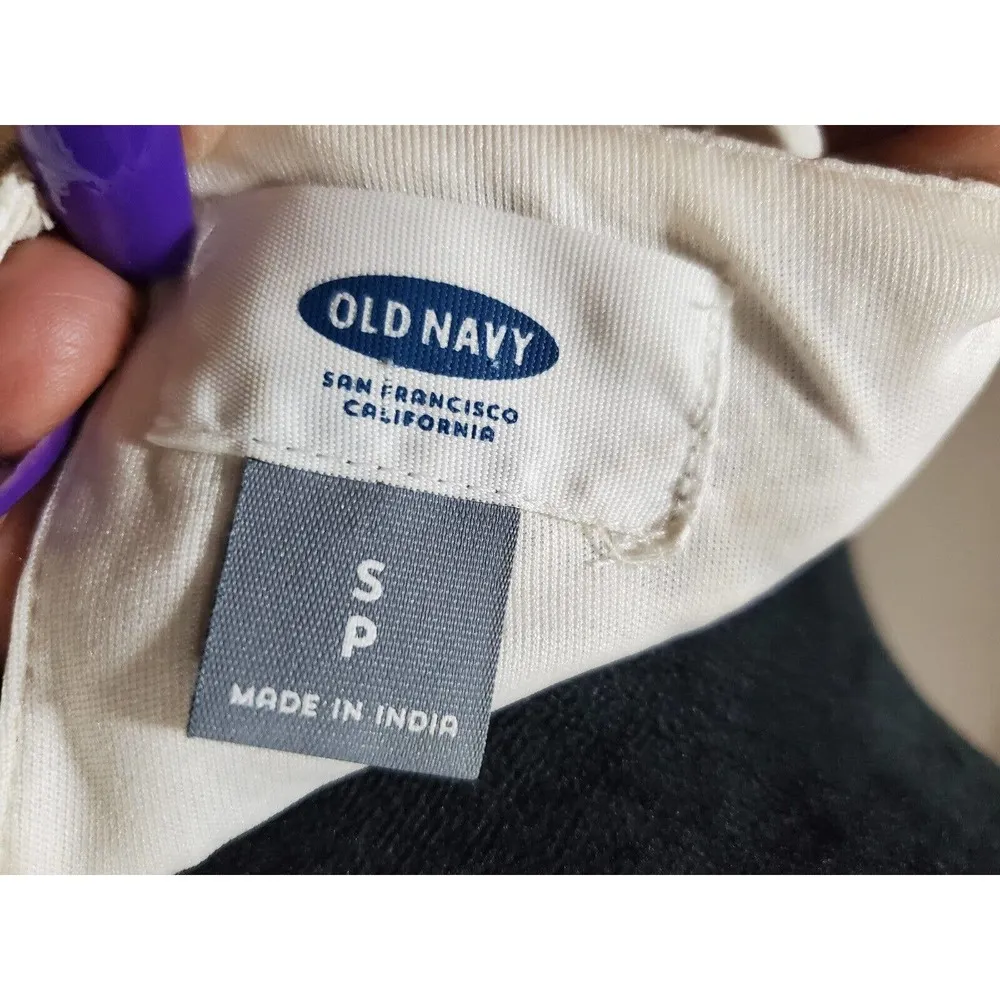 OLD NAVY
SAN FRANCISCO
CALIFORNIA
S
P
MADE IN INDIA